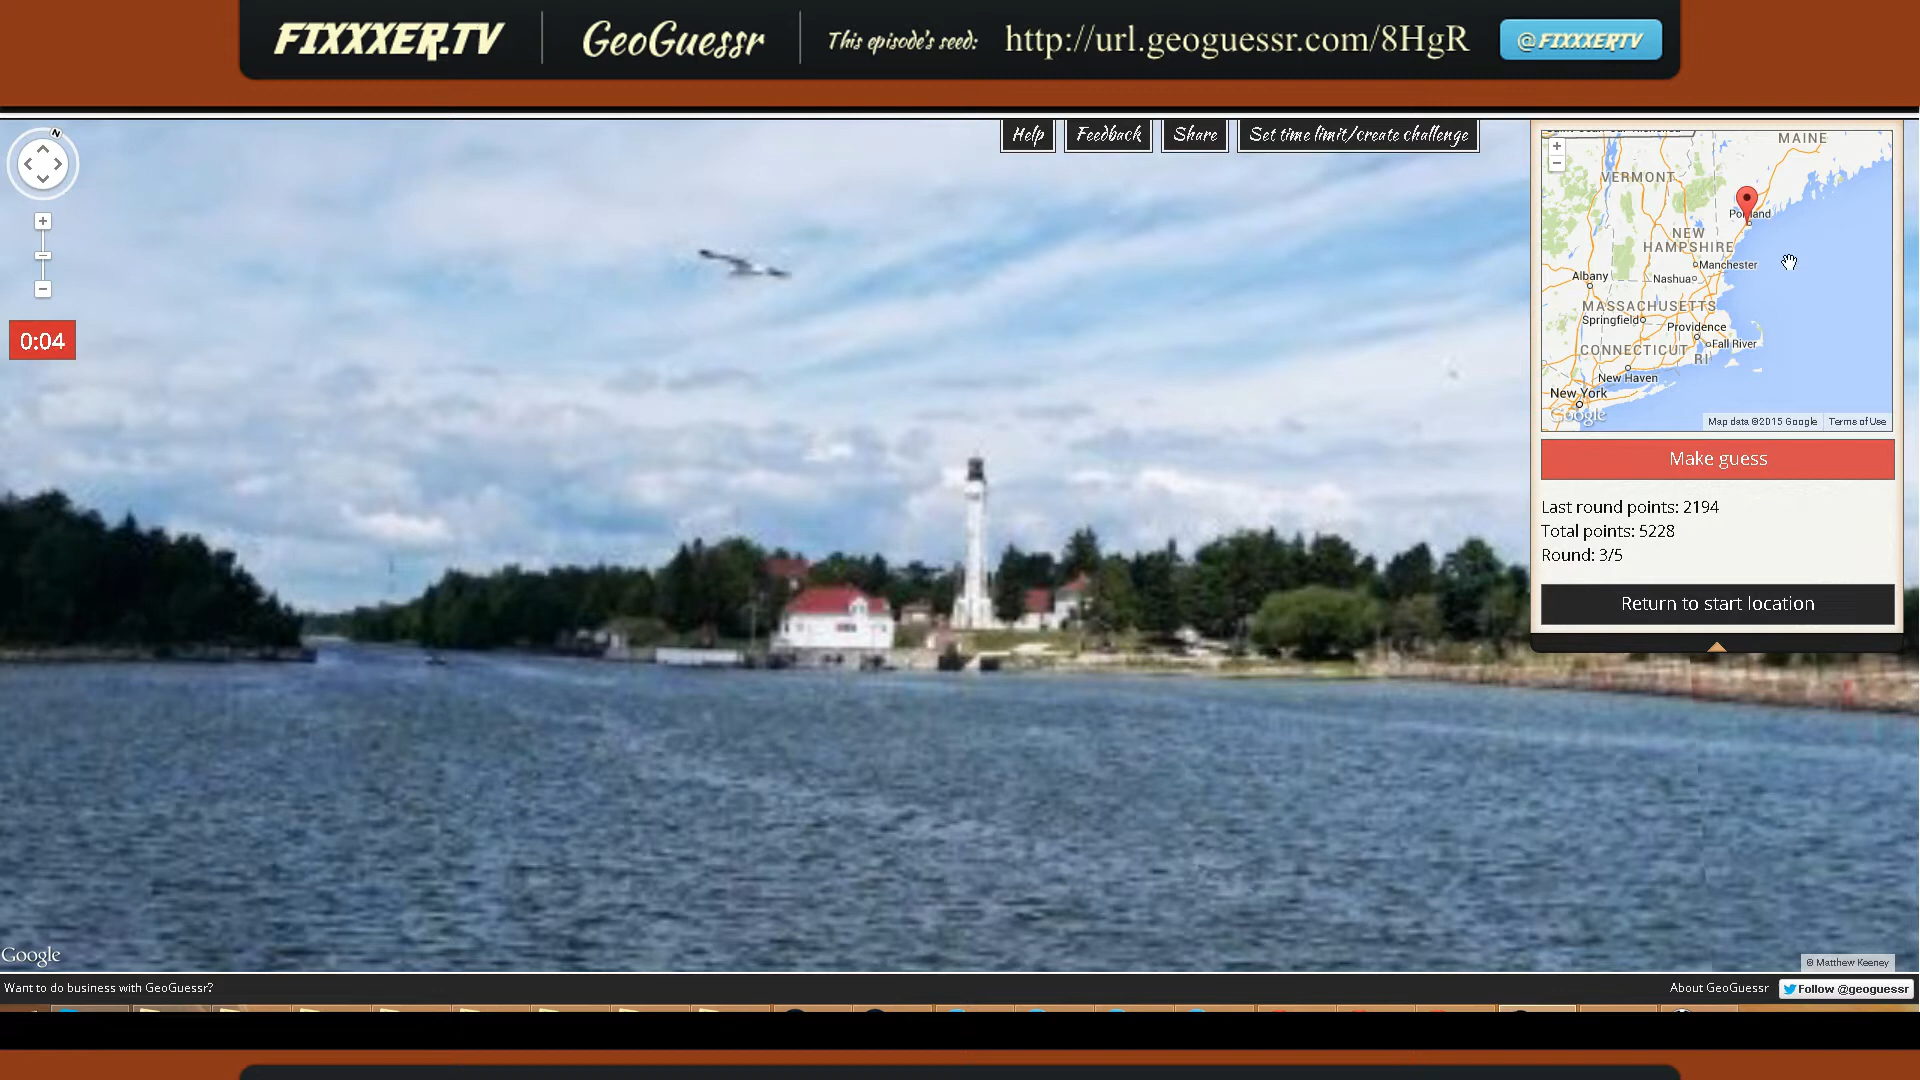 FIXXXER.TV
GeoGuessr
This episode's seed:
http://url.geoguessr.com/8HgR
@FIXXXERTV
N
Help
Feedback
Share
Set time limit/create challenge
0:04
MAINE
VERMONT
Portland
NEW
HAMPSHIRE
Manchester
Albany
Nashua
MASSACHUSETTS
Springfield
Providence
Fall River
CONNECTICUT
RI
New Haven
New York
Google
Map data ©2015 Google
Terms of Use
Make guess
Last round points: 2194
Total points: 5228
Round: 3/5
Return to start location
Google
© Matthew Keeney
Want to do business with GeoGuessr?
About GeoGuessr
Follow @geoguessr